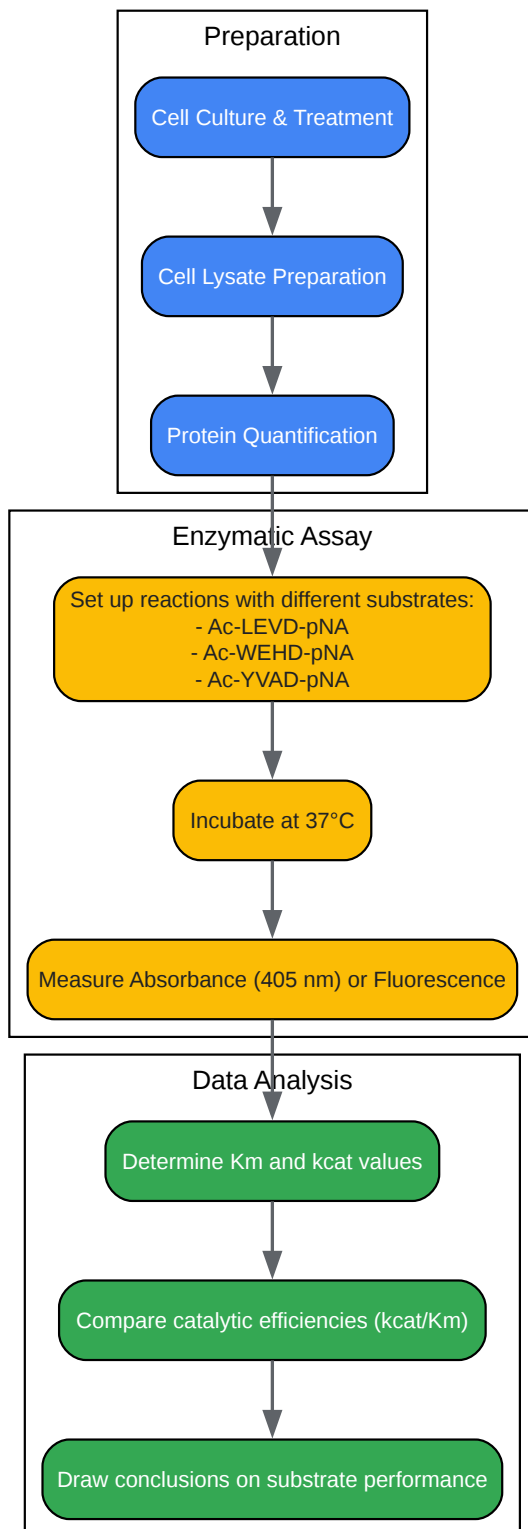 Preparation
Cell Culture & Treatment
Cell Lysate Preparation
Protein Quantification
Enzymatic Assay
Set up reactions with different substrates:
- Ac-LEVD-pNA
- Ac-WEHD-pNA
- Ac-YVAD-pNA
Incubate at 37°C
Measure Absorbance (405 nm) or Fluorescence
Data Analysis
Determine Km and kcat values
Compare catalytic efficiencies (kcat/Km)
Draw conclusions on substrate performance